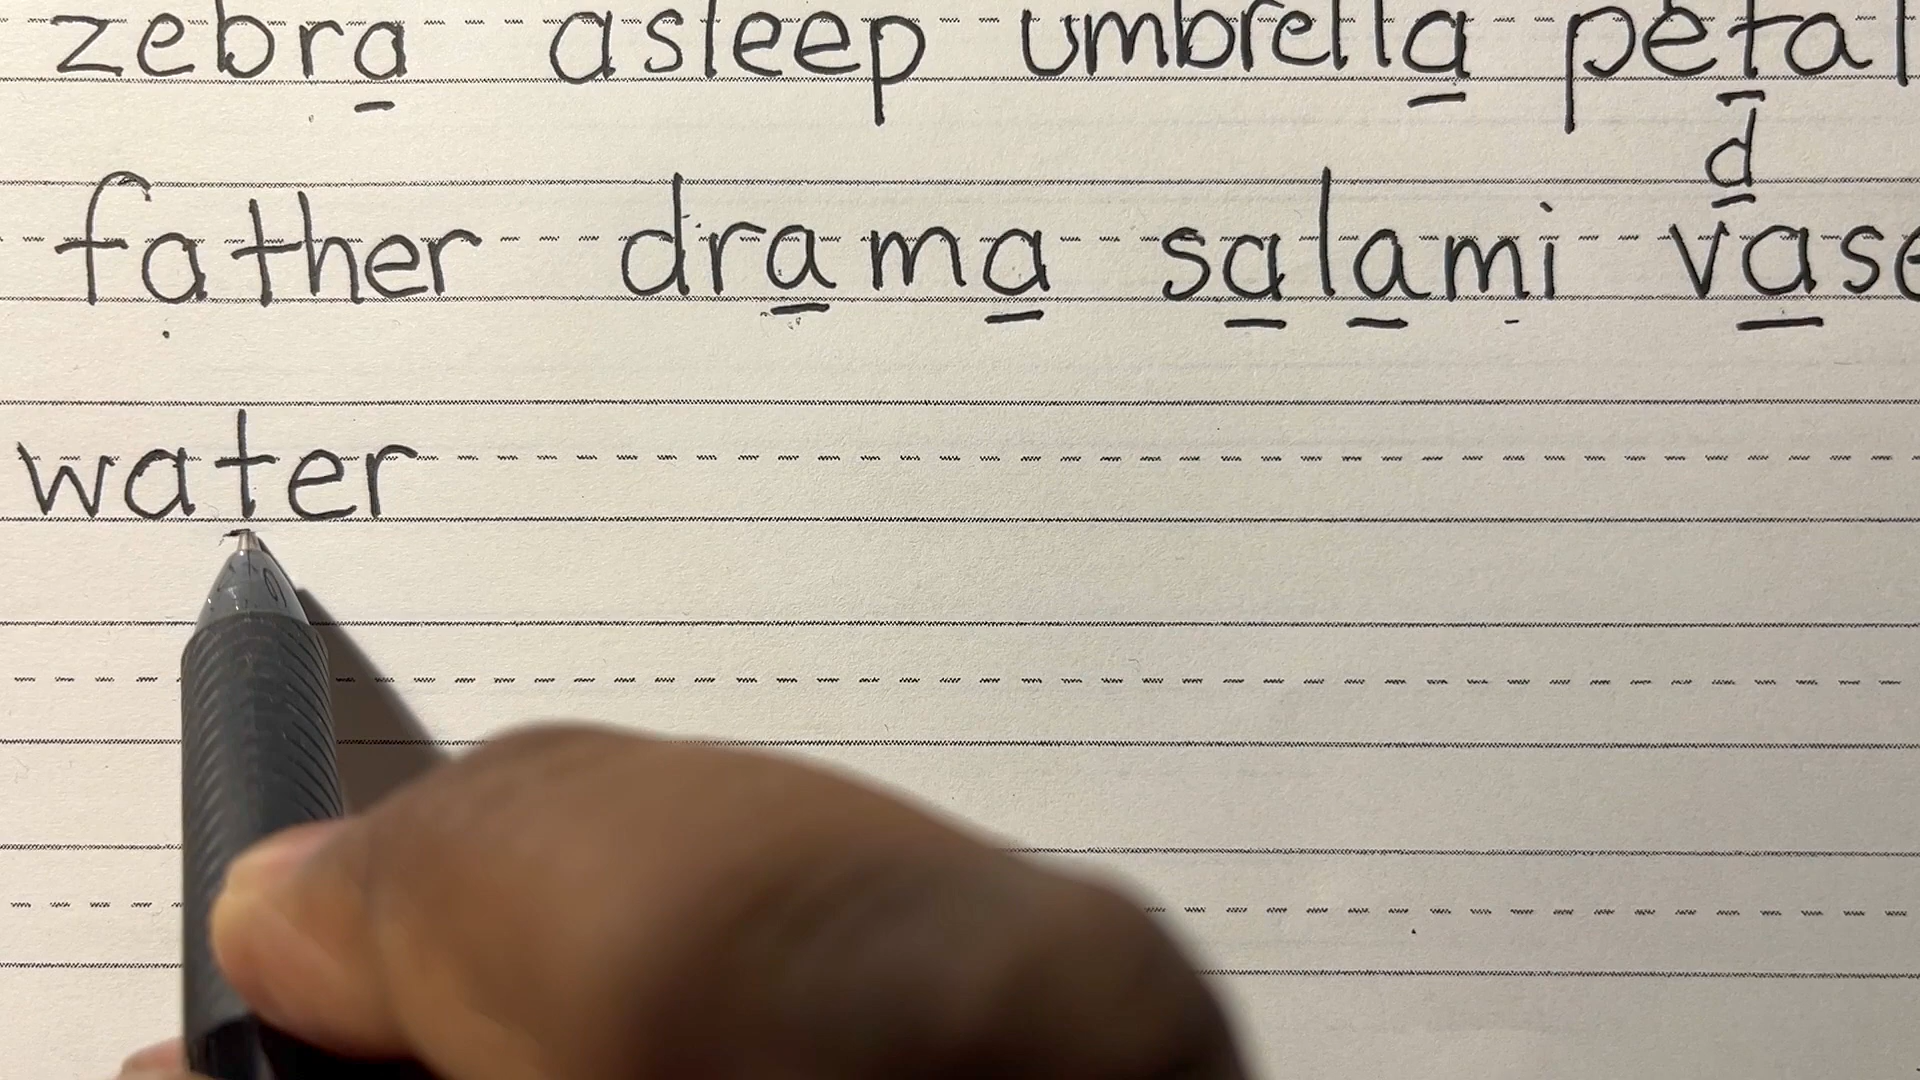 zebra asleep umbrella petal
d
father drama salami vase
water